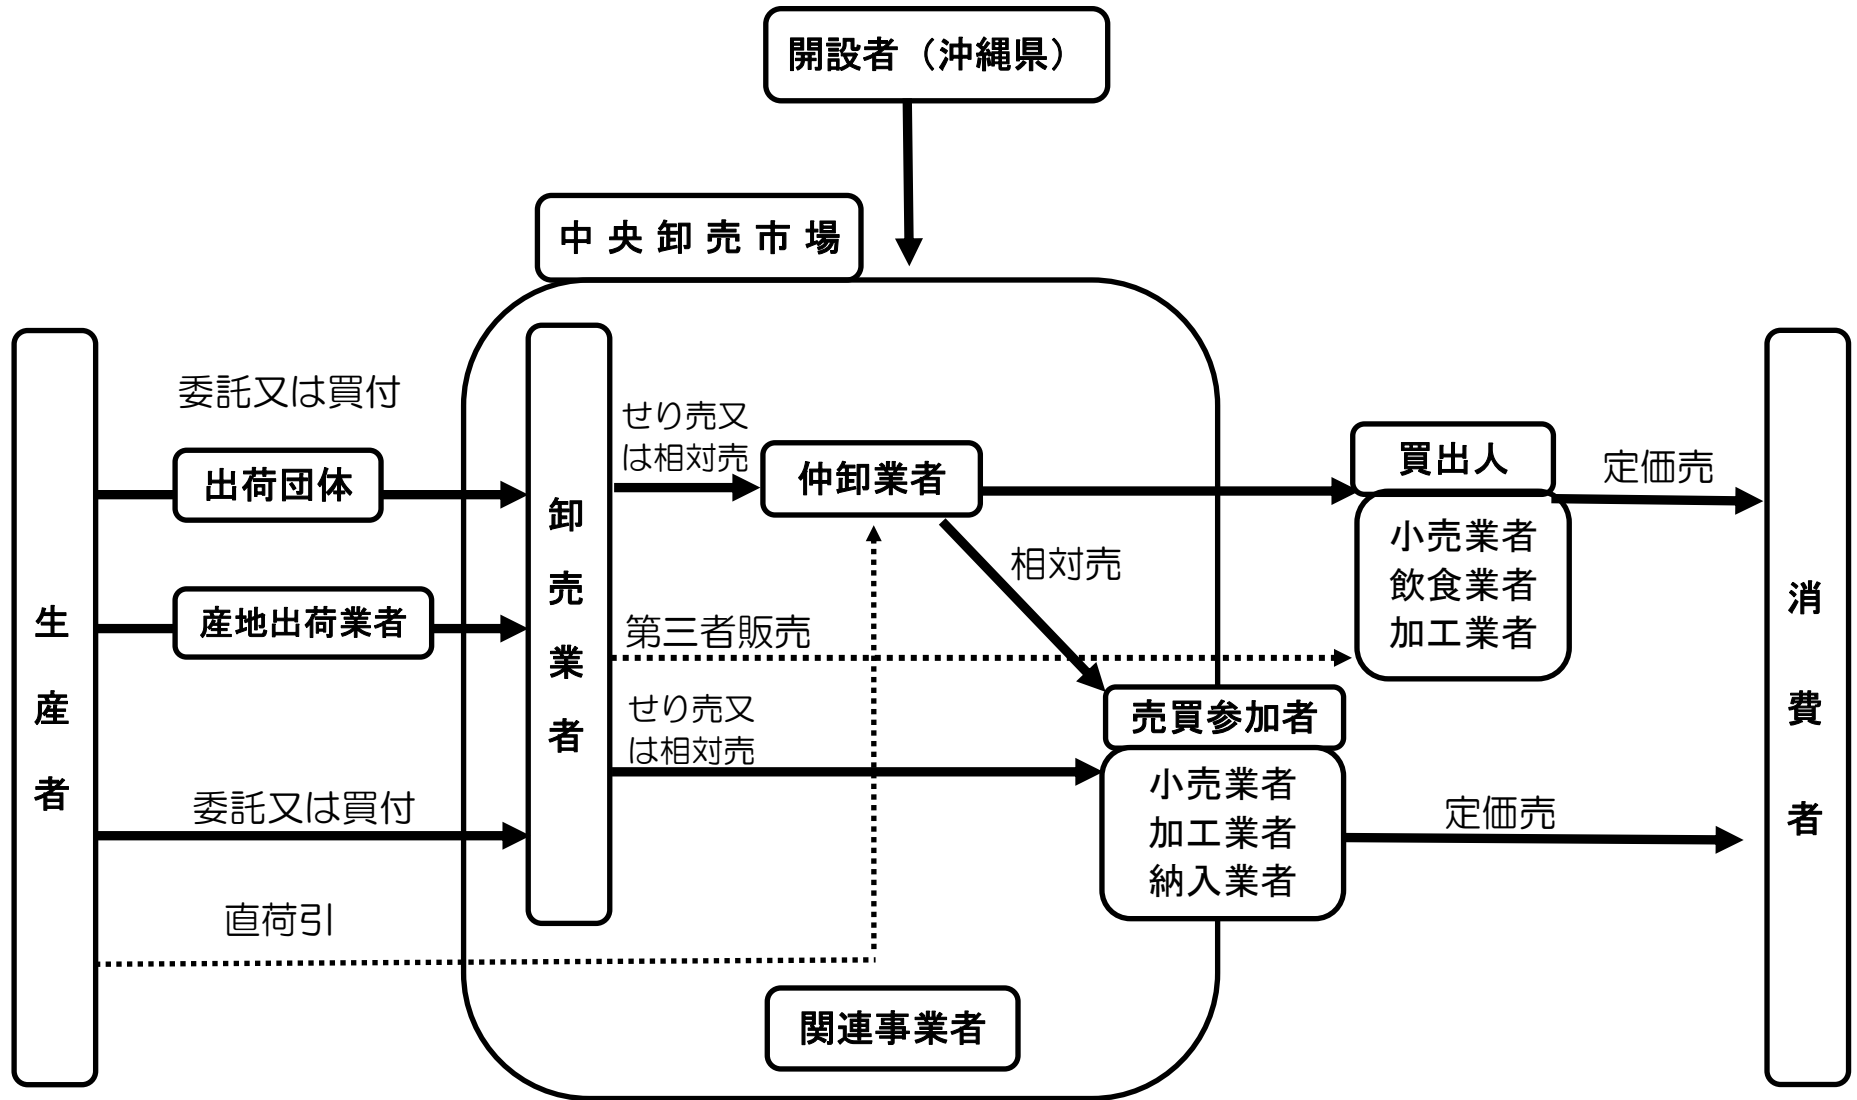 開設者（沖縄県）
中央卸売市場
生産者
委託又は買付
出荷団体
産地出荷業者
委託又は買付
直荷引
卸売業者
せり売又
は相対売
仲卸業者
相対売
第三者販売
せり売又
は相対売
売買参加者
小売業者
加工業者
納入業者
買出人
小売業者
飲食業者
加工業者
定価売
定価売
消費者
関連事業者